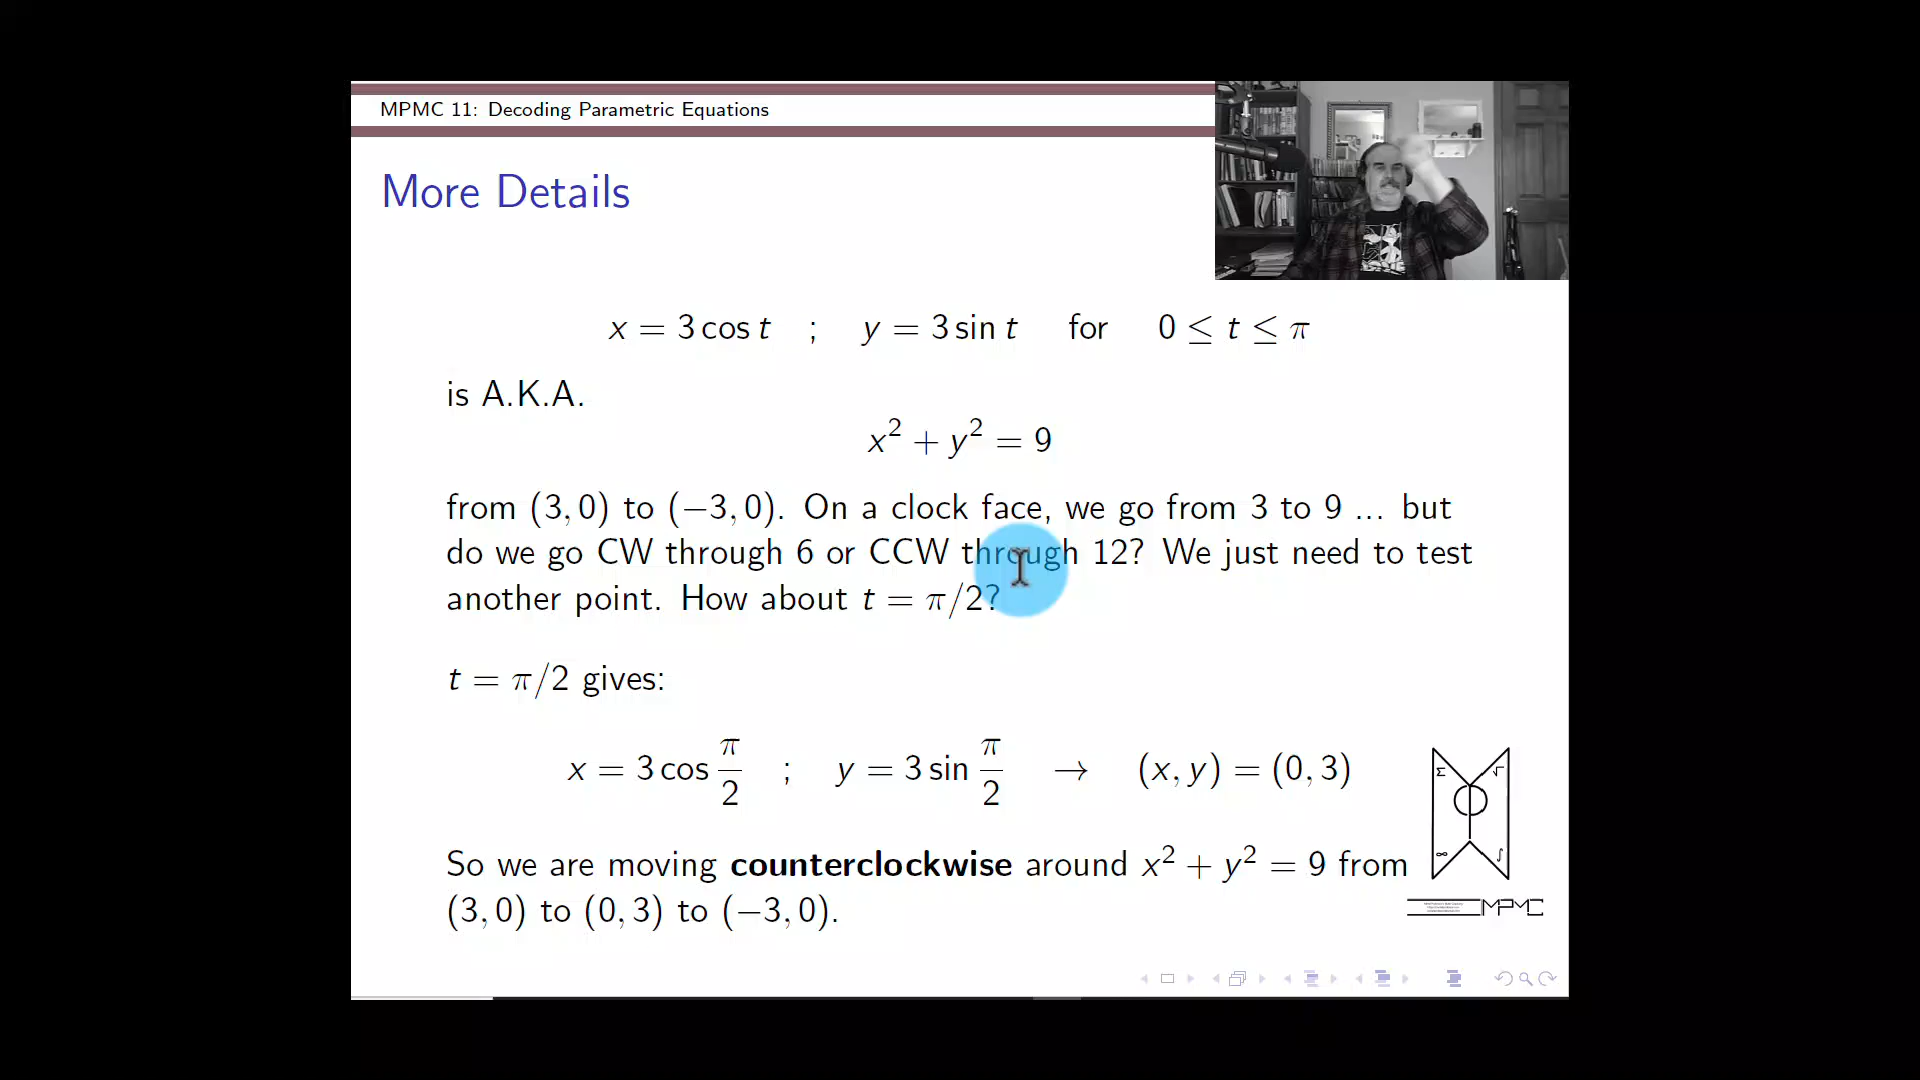 MPMC 11: Decoding Parametric Equations
More Details
x = 3 cos t ; y = 3 sin t for 0 ≤ t ≤ π
is A.K.A.
x² + y² = 9
from (3, 0) to (−3, 0). On a clock face, we go from 3 to 9 ... but
do we go CW through 6 or CCW through 12? We just need to test
another point. How about t = π/2?
t = π/2 gives:
x = 3 cos π/2 ; y = 3 sin π/2 → (x, y) = (0, 3)
So we are moving counterclockwise around x² + y² = 9 from
(3, 0) to (0, 3) to (−3, 0).
Σ √
∞ ∫
MPMC